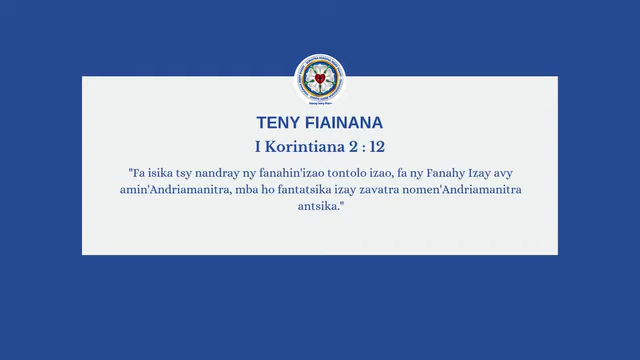 TENY FIAINANA
I Korintiana 2 : 12
"Fa isika tsy nandray ny fanahin'izao tontolo izao, fa ny Fanahy Izay avy
amin'Andriamanitra, mba ho fantatsika izay zavatra nomen'Andriamanitra
antsika."